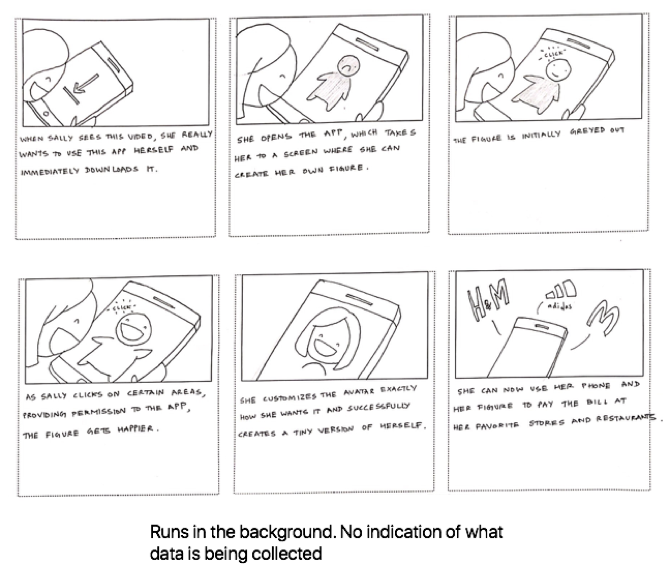 WHEN SALLY SEES THIS VIDEO, SHE REALLY
WANTS TO USE THIS APP HERSELF AND
IMMEDIATELY DOWNLOADS IT.
SHE OPENS THE APP, WHICH TAKES
HER TO A SCREEN WHERE SHE CAN
CREATE HER OWN FIGURE.
CLICK
THE FIGURE IS INITIALLY GREYED OUT
CLICK
AS SALLY CLICKS ON CERTAIN AREAS,
PROVIDING PERMISSION TO THE APP,
THE FIGURE GETS HAPPIER.
SHE CUSTOMIZES THE AVATAR EXACTLY
HOW SHE WANTS IT AND SUCCESSFULLY
CREATES A TINY VERSION OF HERSELF.
H&M
adidas
M
SHE CAN NOW USE HER PHONE AND
HER FIGURE TO PAY THE BILL AT
HER FAVORITE STORES AND RESTAURANTS.
Runs in the background. No indication of what
data is being collected